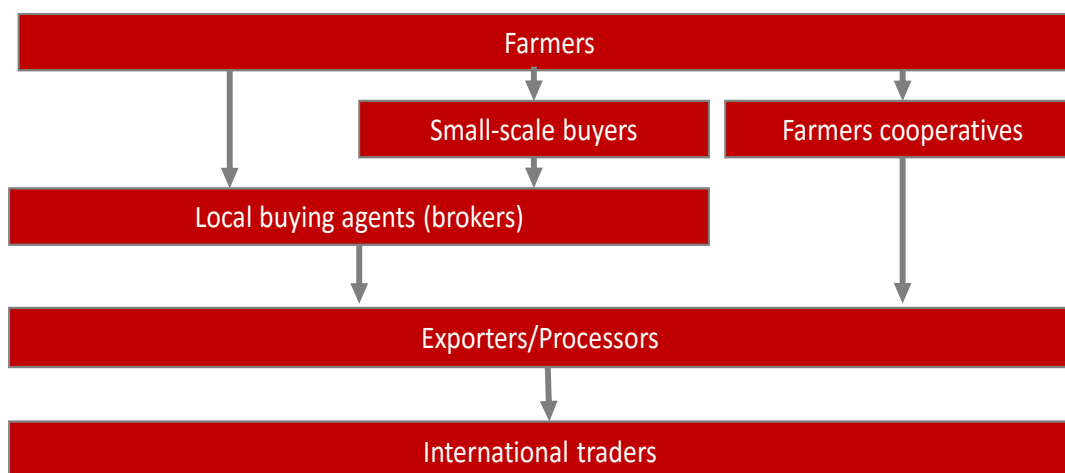 Farmers
Small-scale buyers
Farmers cooperatives
Local buying agents (brokers)
Exporters/Processors
International traders